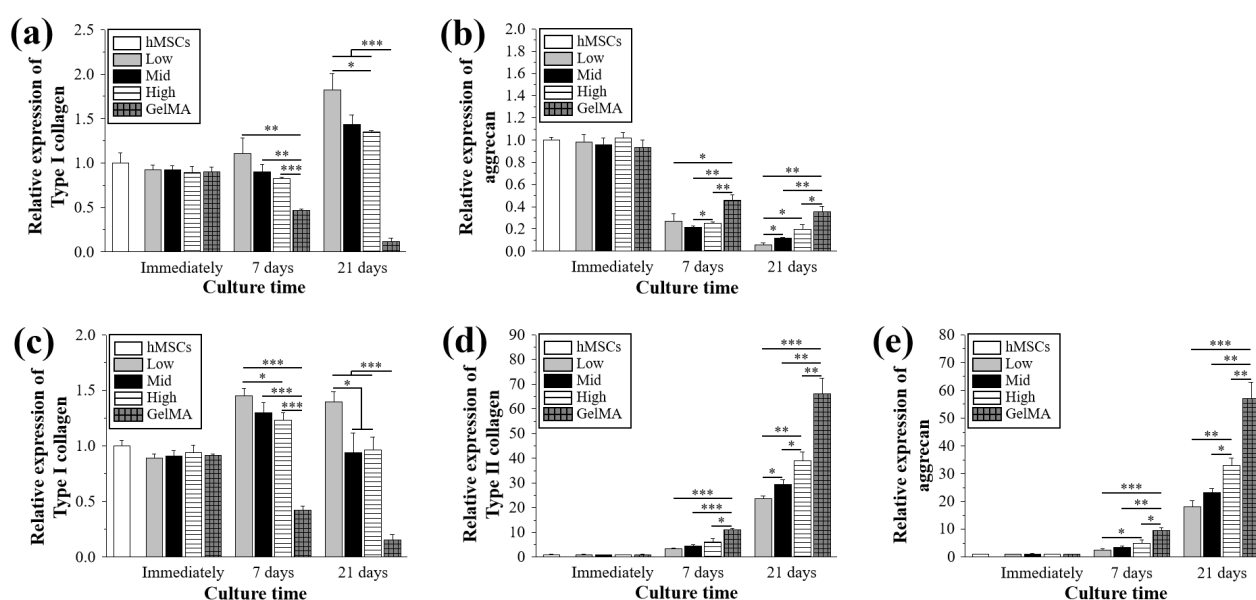 (a)
Relative expression of
Type I collagen
2.5
2.0
1.5
1.0
0.5
0.0
hMSCs
Low
Mid
High
GelMA
***
*
**
**
***
Immediately 7 days 21 days
Culture time
(b)
Relative expression of
aggrecan
2.0
1.8
1.6
1.4
1.2
1.0
0.8
0.6
0.4
0.2
0.0
hMSCs
Low
Mid
High
GelMA
*
**
**
*
**
**
*
*
*
Immediately 7 days 21 days
Culture time
(c)
Relative expression of
Type I collagen
2.0
1.5
1.0
0.5
0.0
hMSCs
Low
Mid
High
GelMA
***
*
***
***
***
*
Immediately 7 days 21 days
Culture time
(d)
Relative expression of
Type II collagen
90
80
70
60
50
40
30
20
10
0
hMSCs
Low
Mid
High
GelMA
***
***
*
***
**
**
**
*
*
Immediately 7 days 21 days
Culture time
(e)
Relative expression of
aggrecan
80
70
60
50
40
30
20
10
0
hMSCs
Low
Mid
High
GelMA
***
**
*
*
***
**
**
**
*
Immediately 7 days 21 days
Culture time